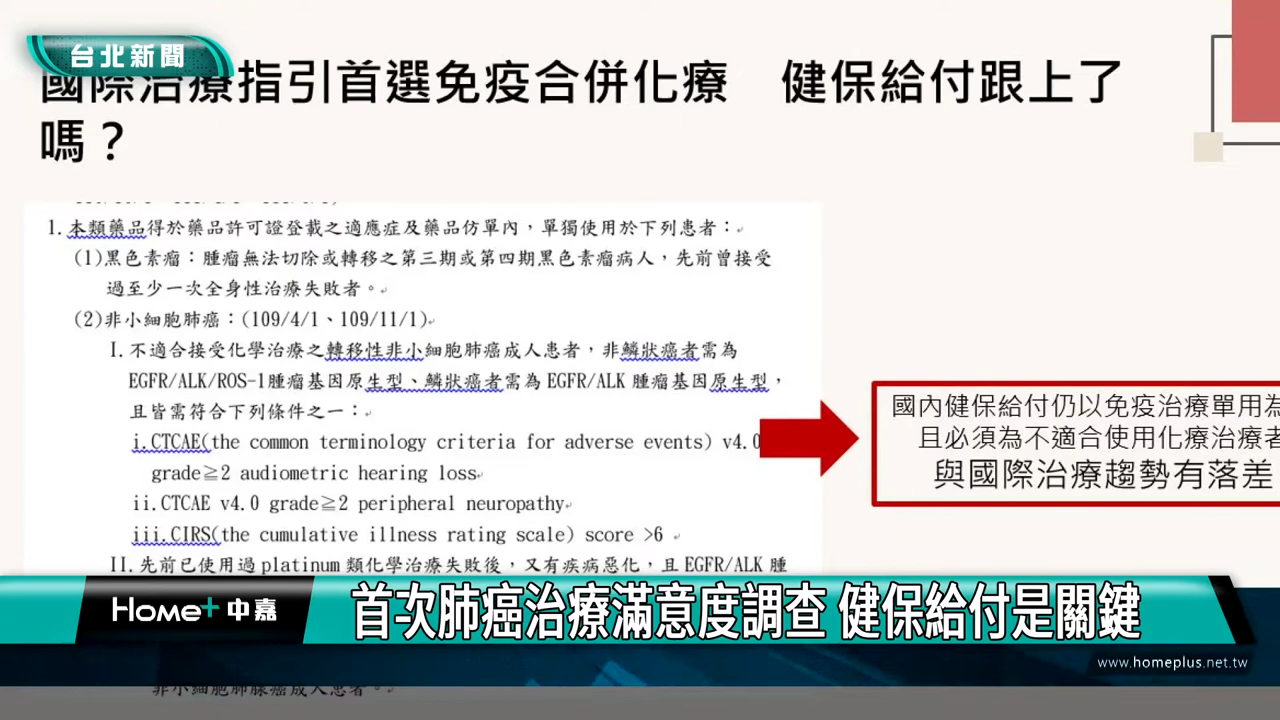 台北新聞
國際治療指引首選免疫合併化療 健保給付跟上了
嗎？
1.本類藥品得於藥品許可證登載之適應症及藥品仿單內，單獨使用於下列患者：
(1)黑色素瘤：腫瘤無法切除或轉移之第三期或第四期黑色素瘤病人，先前曾接受
過至少一次全身性治療失敗者。
(2)非小細胞肺癌：(109/4/1、109/11/1)
I.不適合接受化學治療之轉移性非小細胞肺癌成人患者，非鱗狀癌者需為
EGFR/ALK/ROS-1腫瘤基因原生型、鱗狀癌者需為 EGFR/ALK 腫瘤基因原生型，
且皆需符合下列條件之一：
i.CTCAE(the common terminology criteria for adverse events) v4.0
grade≧2 audiometric hearing loss
ii.CTCAE v4.0 grade≧2 peripheral neuropathy
iii.CIRS(the cumulative illness rating scale) score >6
II.先前已使用過 platinum 類化學治療失敗後，又有疾病惡化，且 EGFR/ALK 腫
國內健保給付仍以免疫治療單用為
且必須為不適合使用化療治療者
與國際治療趨勢有落差
Home+ 中嘉
首次肺癌治療滿意度調查 健保給付是關鍵
www.homeplus.net.tw
非小細胞肺腺癌成人患者。